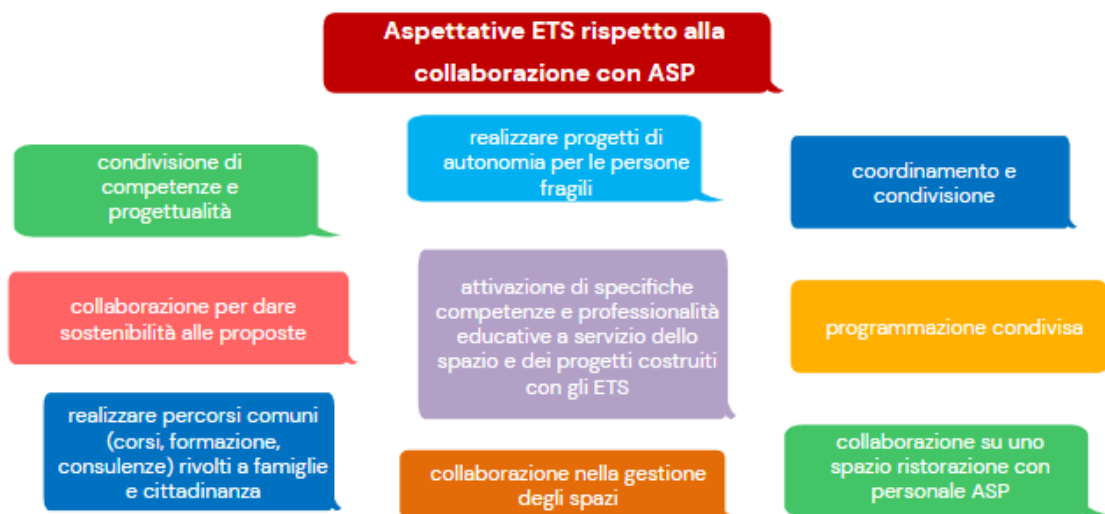 Aspettative ETS rispetto alla
collaborazione con ASP
condivisione di
competenze e
progettualità
realizzare progetti di
autonomia per le persone
fragili
coordinamento e
condivisione
collaborazione per dare
sostenibilità alle proposte
attivazione di specifiche
competenze e professionalità
educative a servizio dello
spazio e dei progetti costruiti
con gli ETS
programmazione condivisa
realizzare percorsi comuni
(corsi, formazione,
consulenze) rivolti a famiglie
e cittadinanza
collaborazione nella gestione
degli spazi
collaborazione su uno
spazio ristorazione con
personale ASP